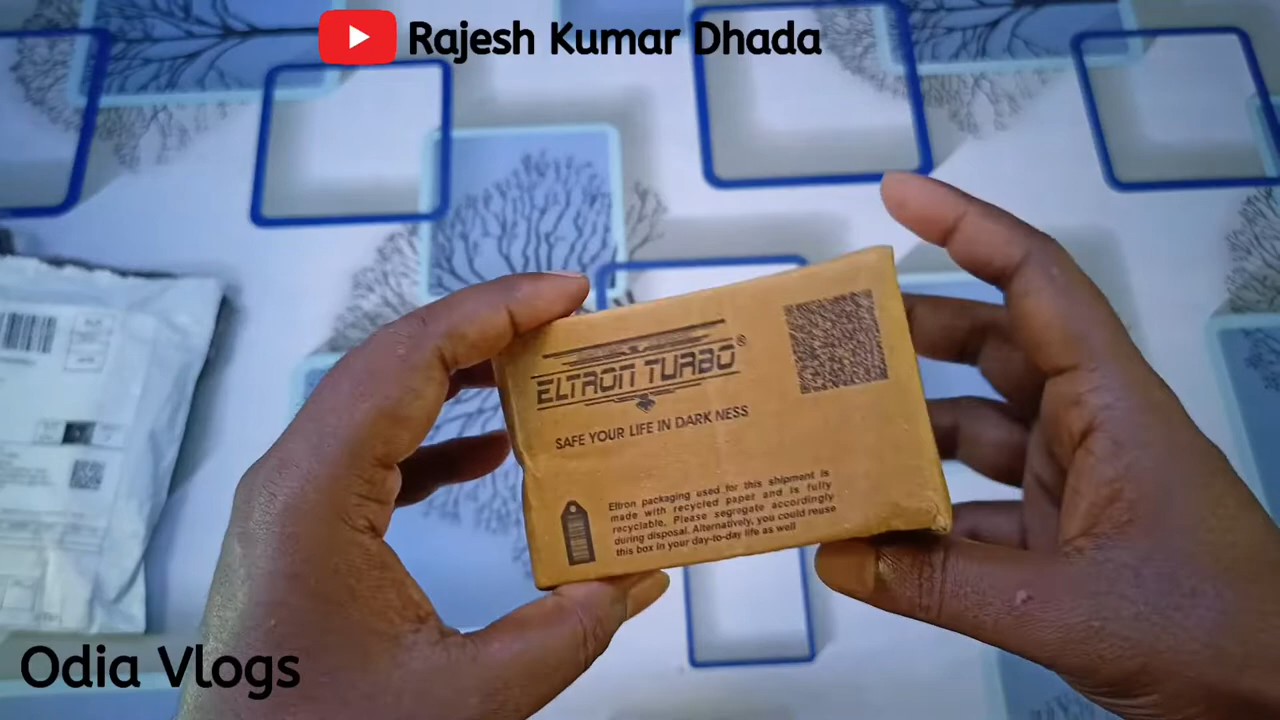 Rajesh Kumar Dhada
ELTRON TURBO®
SAFE YOUR LIFE IN DARK NESS
Eltron packaging used for this shipment is
made with recycled paper and is fully
recyclable. Please segregate accordingly
during disposal. Alternatively, you could reuse
this box in your day-to-day life as well
Odia Vlogs